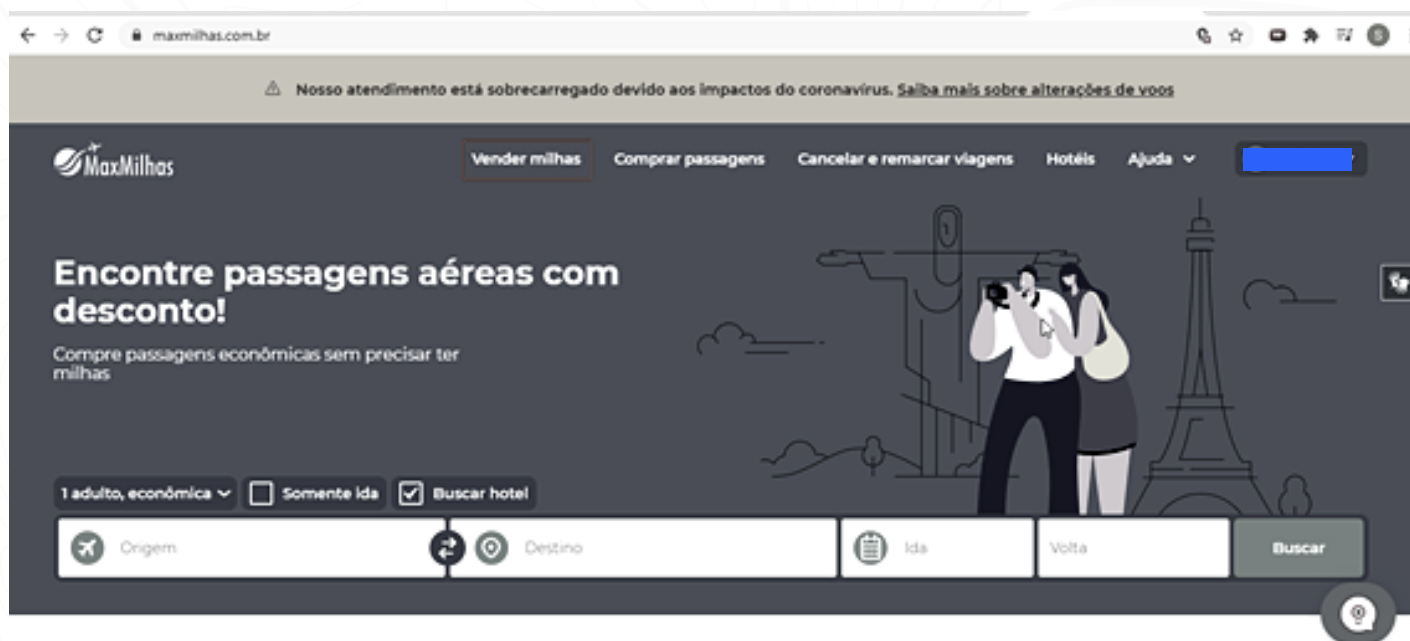 maxmilhas.com.br
S
Nosso atendimento está sobrecarregado devido aos impactos do coronavírus. Saiba mais sobre alterações de voos
MaxMilhas
Vender milhas Comprar passagens Cancelar e remarcar viagens Hotéis Ajuda
Encontre passagens aéreas com
desconto!
Compre passagens econômicas sem precisar ter
milhas
1 adulto, econômica Somente ida Buscar hotel
Origem Destino Ida Volta Buscar